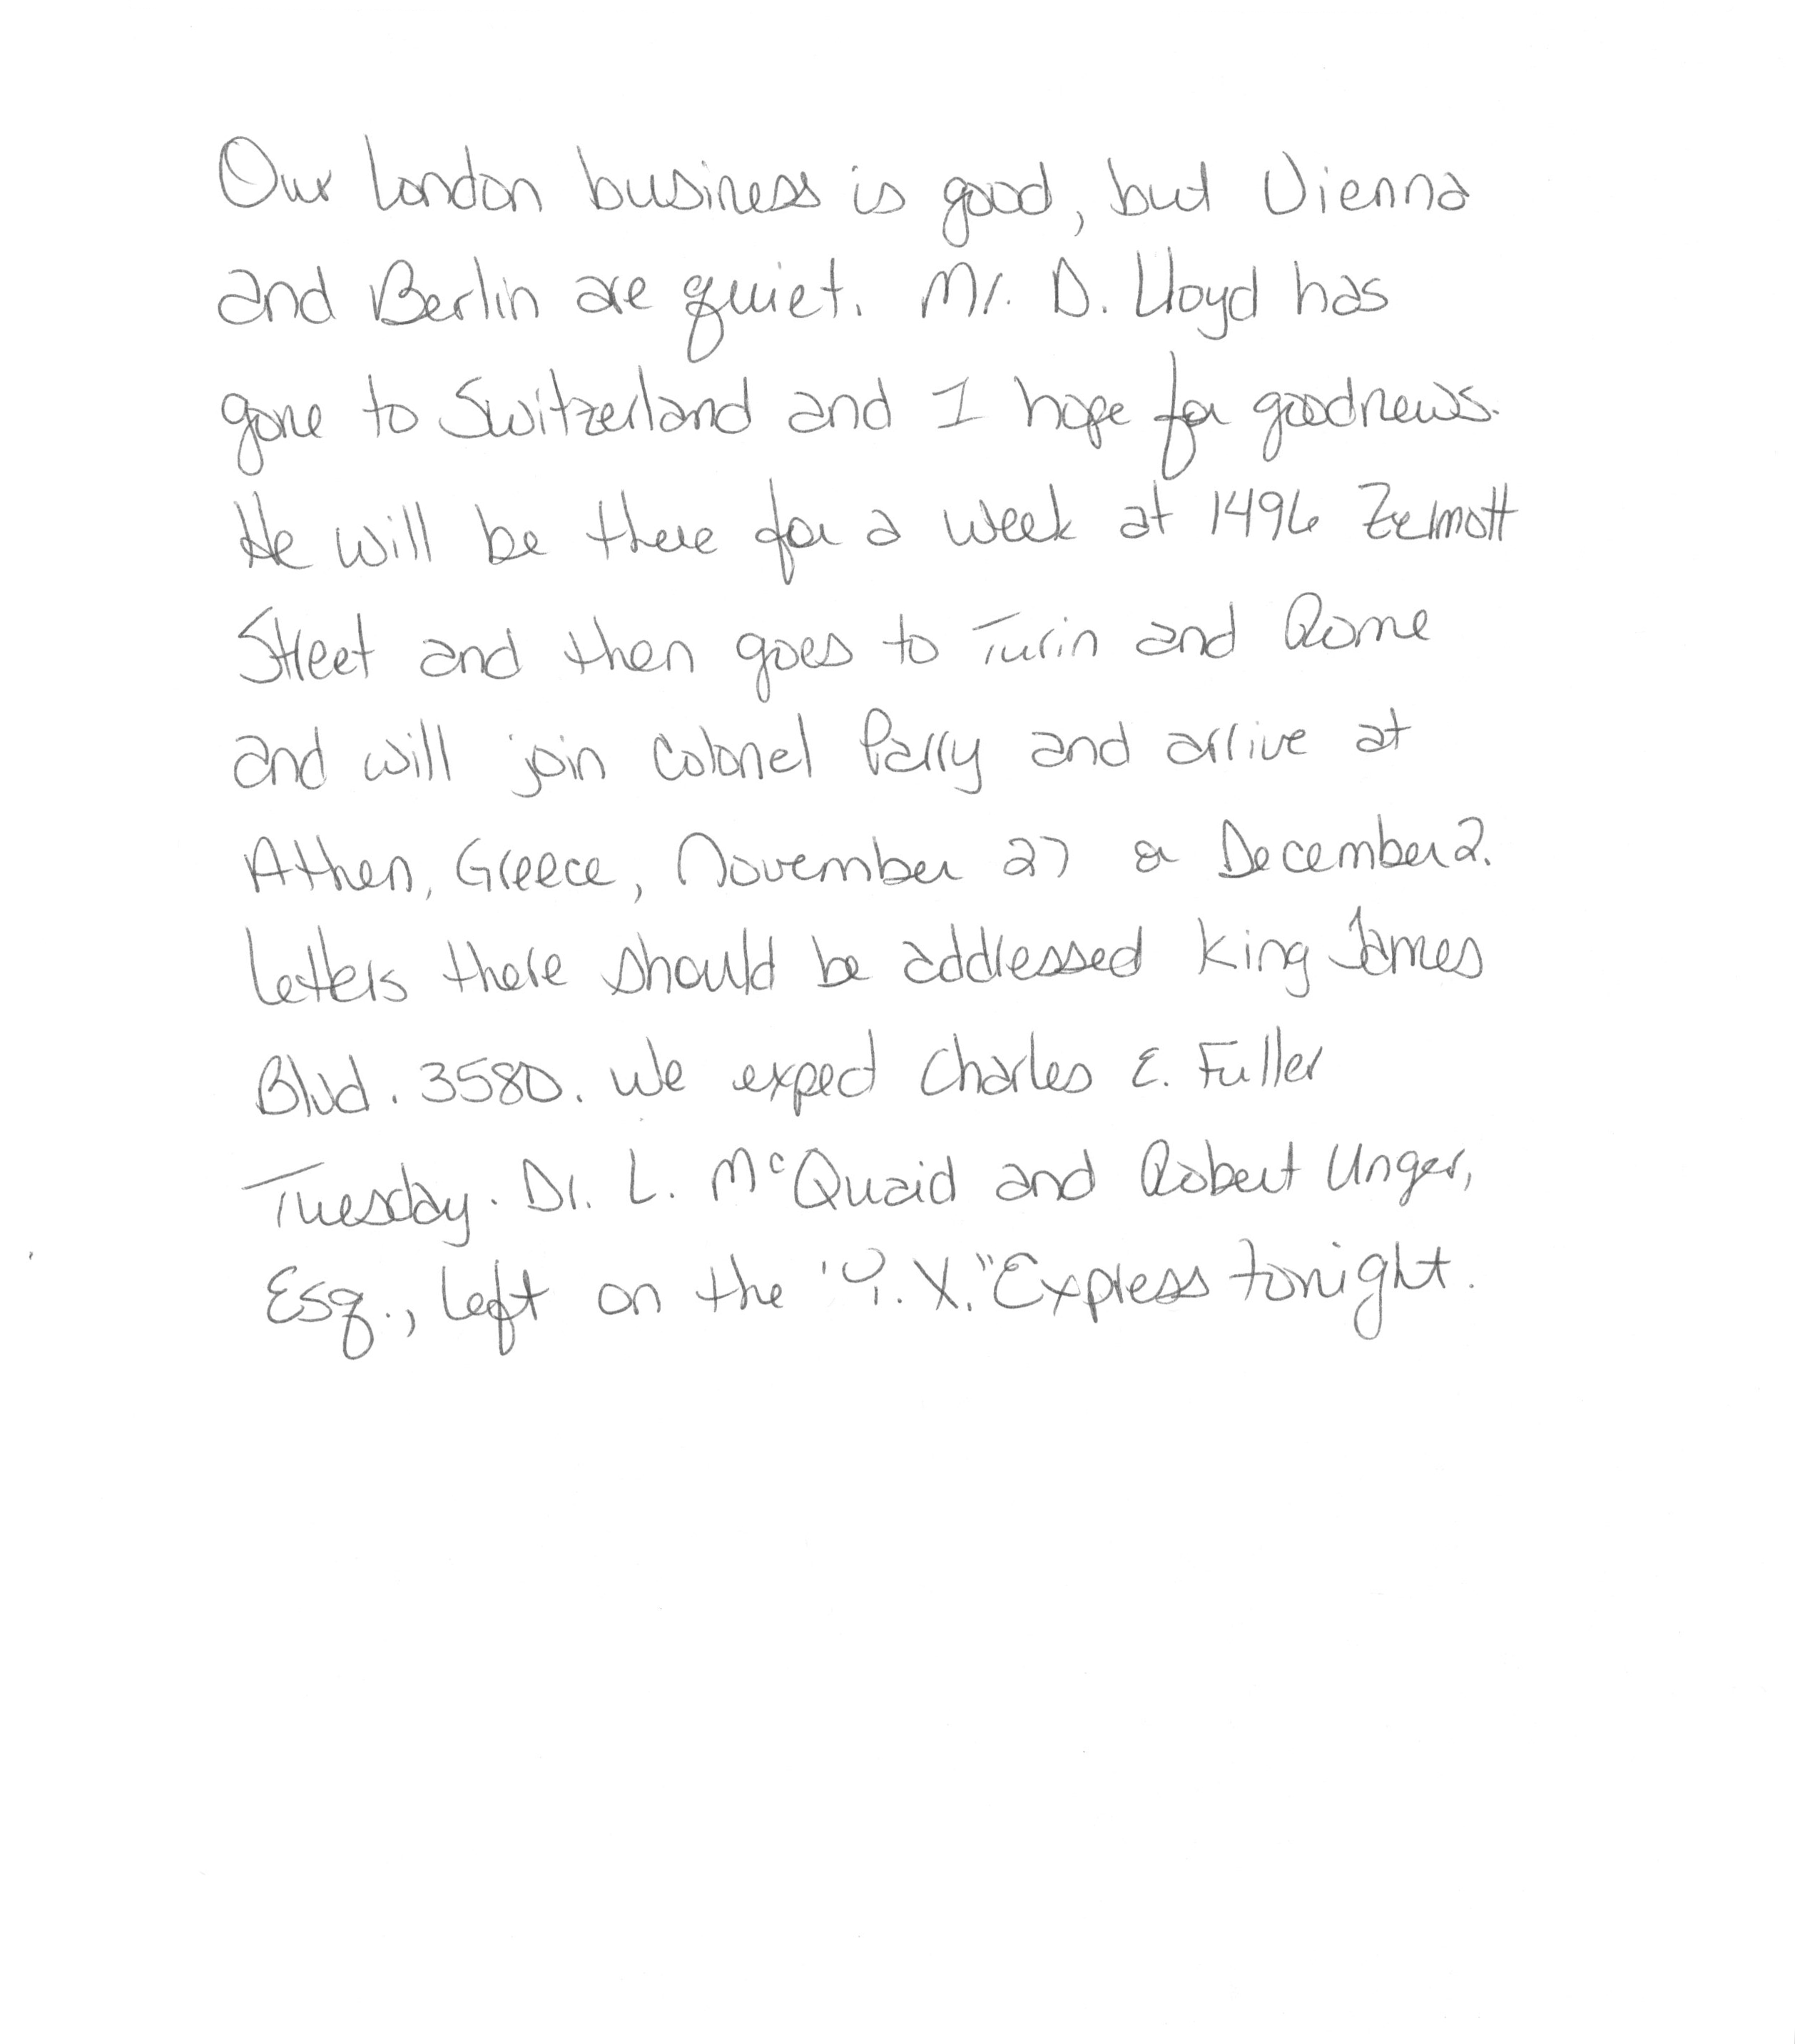 Our London business is good, but Vienna
and Berlin are quiet. Mr. D. Lloyd has
gone to Switzerland and I hope for good news.
He will be there for a week at 1496 Zermott
Street and then goes to Turin and Rome
and will join Colonel Parry and arrive at
Athen, Greece, November 27 or December 2.
Letters there should be addressed King James
Blvd. 3580. We expect Charles E. Fuller
Tuesday. Dr. L. McQuaid and Robert Unger,
Esq., left on the "Y. X." Express tonight.